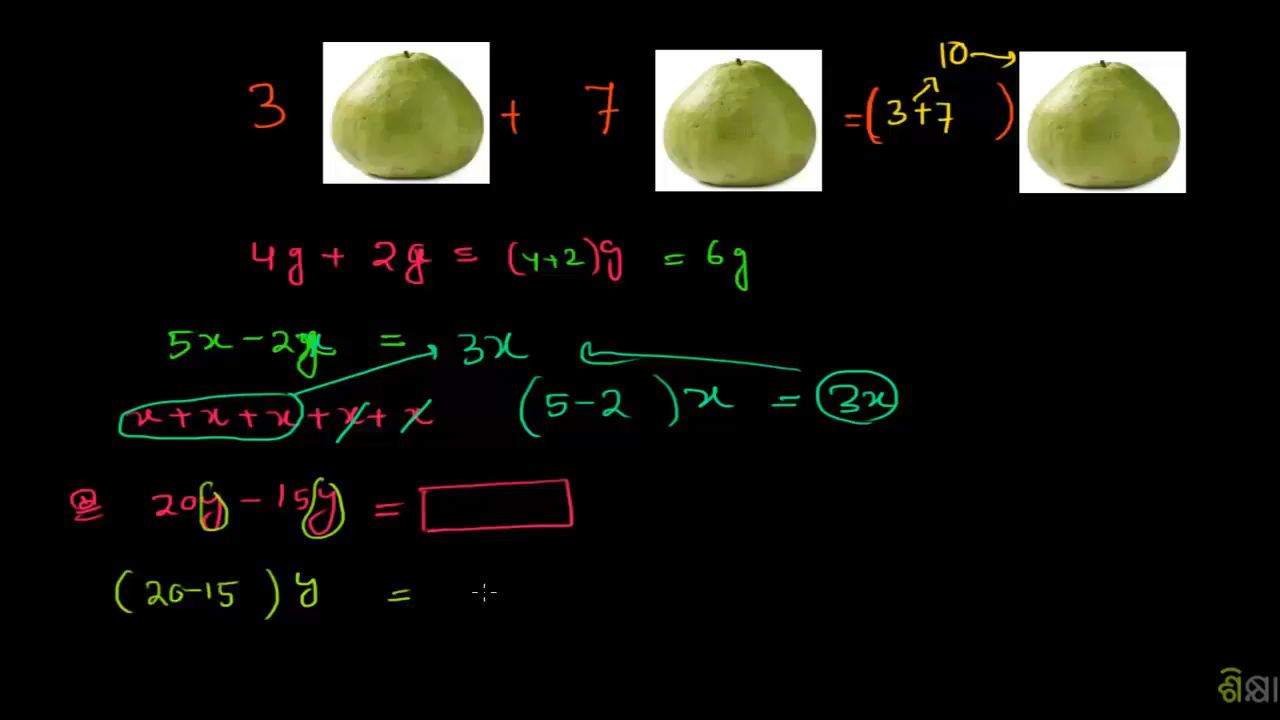 3 + 7 = ( 3+7 ) 10
4g + 2g = (4+2)g = 6g
5x - 2x = 3x
x + x + x + x + x ( 5-2 ) x = 3x
Q 20y - 15y =
( 20-15 ) y =
ଶିକ୍ଷା